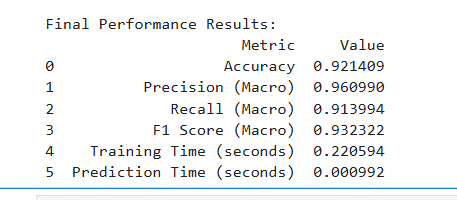 Final Performance Results:
Metric Value
0 Accuracy 0.921409
1 Precision (Macro) 0.960990
2 Recall (Macro) 0.913994
3 F1 Score (Macro) 0.932322
4 Training Time (seconds) 0.220594
5 Prediction Time (seconds) 0.000992